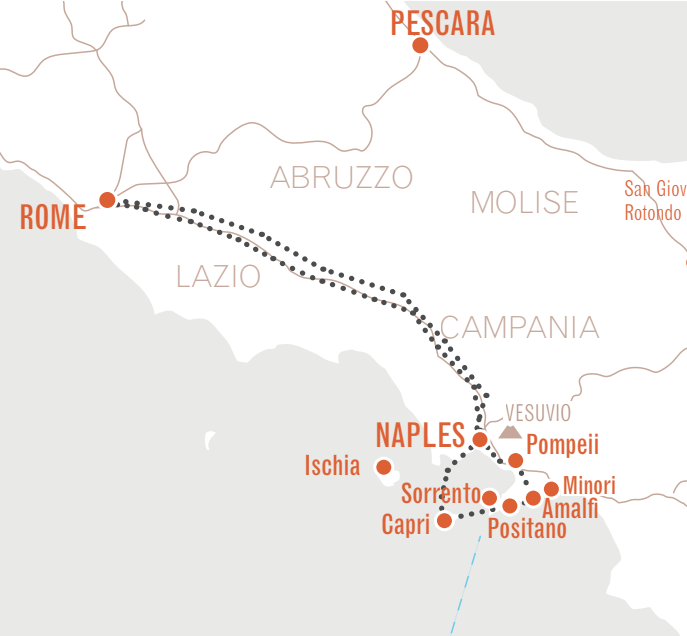 PESCARA
ABRUZZO
MOLISE
San Giov
Rotondo
ROME
LAZIO
CAMPANIA
VESUVIO
NAPLES
Pompeii
Ischia
Minori
Sorrento
Amalfi
Capri
Positano